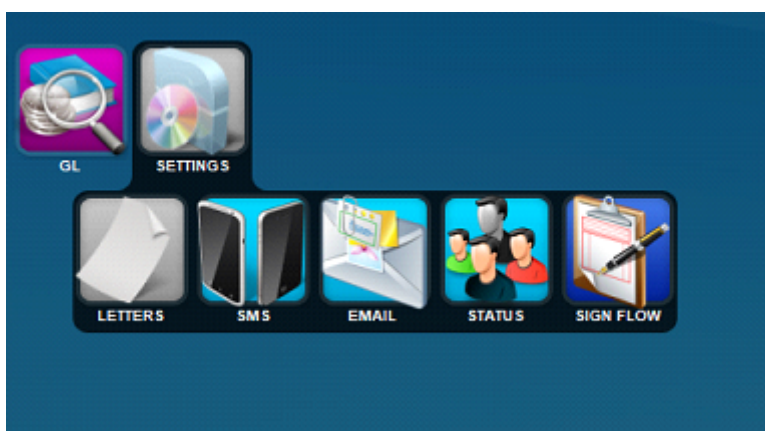 GL
SETTINGS
LETTERS
SMS
EMAIL
STATUS
SIGN FLOW